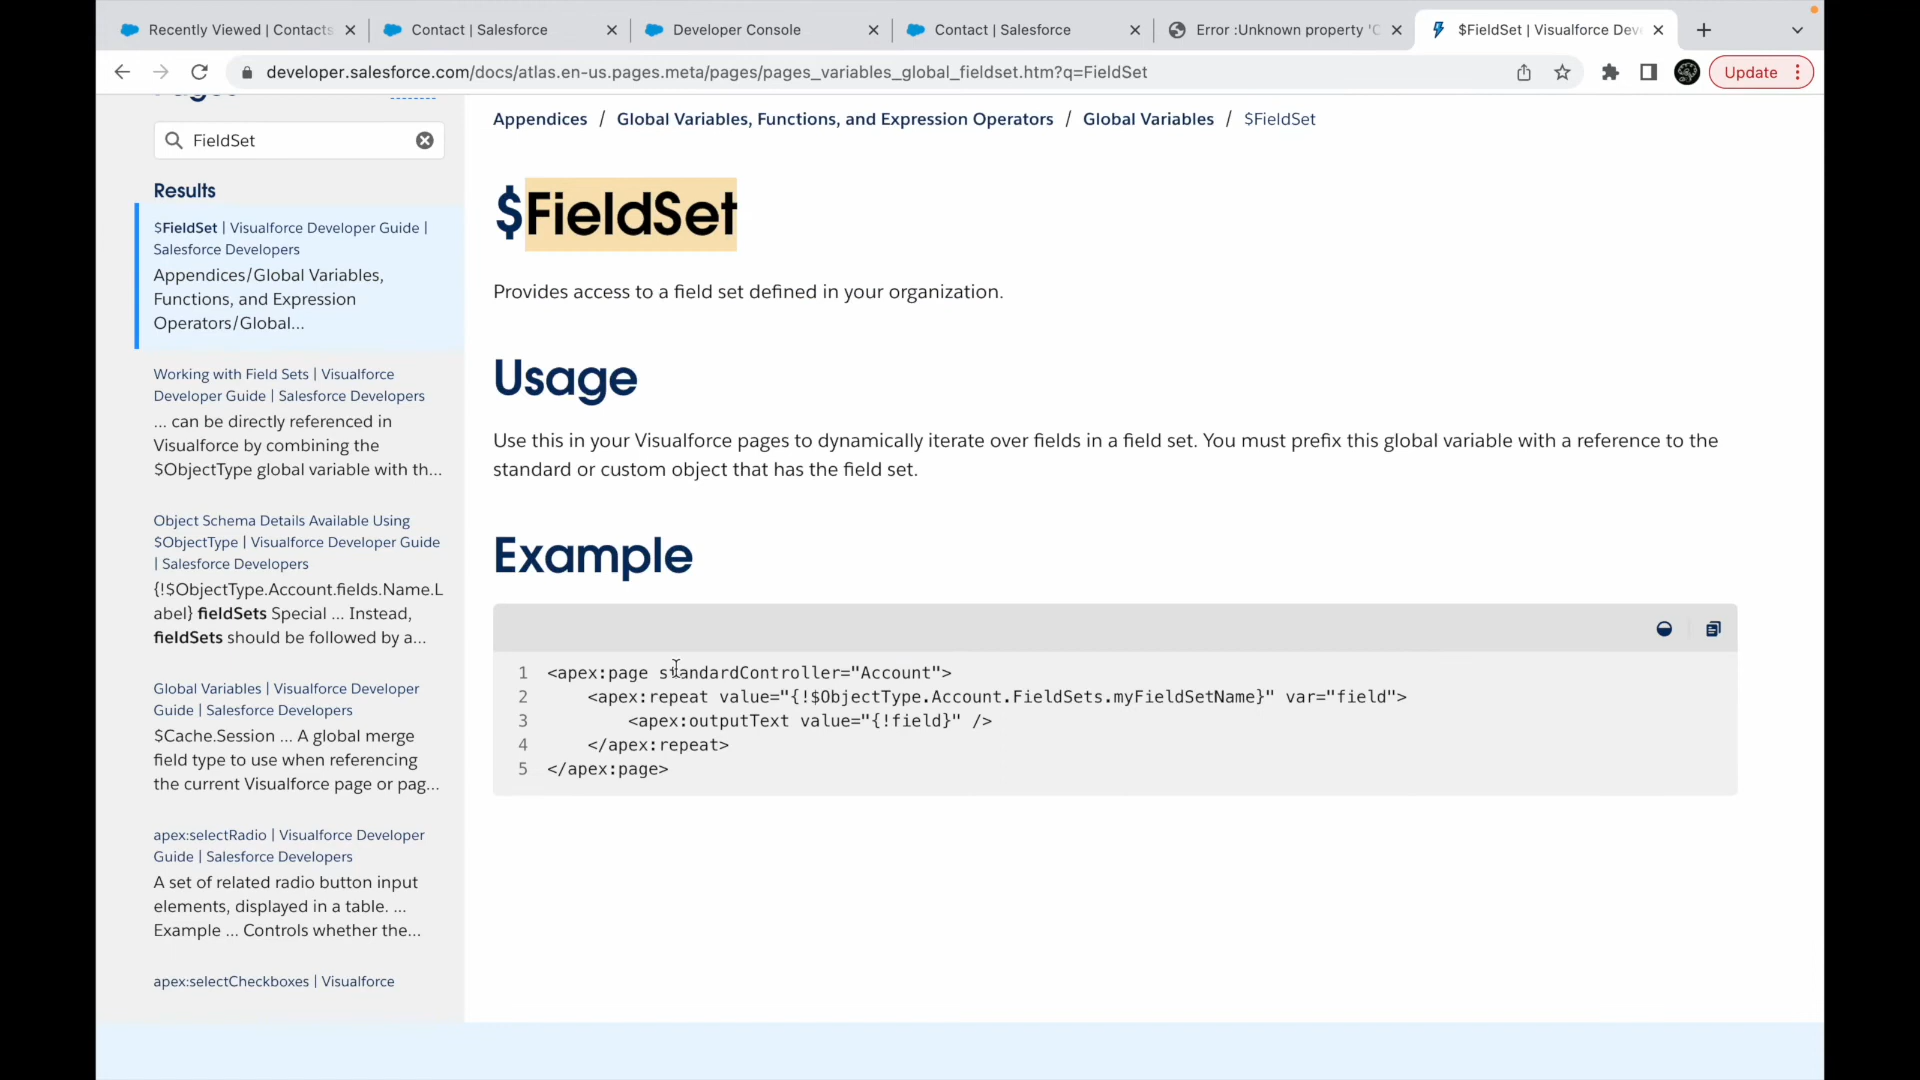 Recently Viewed | Contacts
Contact | Salesforce
Developer Console
Contact | Salesforce
Error :Unknown property 'C
$FieldSet | Visualforce Dev
developer.salesforce.com/docs/atlas.en-us.pages.meta/pages/pages_variables_global_fieldset.htm?q=FieldSet
Update
FieldSet
Results
$FieldSet | Visualforce Developer Guide |
Salesforce Developers
Appendices/Global Variables,
Functions, and Expression
Operators/Global...
Working with Field Sets | Visualforce
Developer Guide | Salesforce Developers
... can be directly referenced in
Visualforce by combining the
$ObjectType global variable with th...
Object Schema Details Available Using
$ObjectType | Visualforce Developer Guide
| Salesforce Developers
{!$ObjectType.Account.fields.Name.L
abel} fieldSets Special ... Instead,
fieldSets should be followed by a...
Global Variables | Visualforce Developer
Guide | Salesforce Developers
$Cache.Session ... A global merge
field type to use when referencing
the current Visualforce page or pag...
apex:selectRadio | Visualforce Developer
Guide | Salesforce Developers
A set of related radio button input
elements, displayed in a table. ...
Example ... Controls whether the...
apex:selectCheckboxes | Visualforce
Appendices / Global Variables, Functions, and Expression Operators / Global Variables / $FieldSet
$FieldSet
Provides access to a field set defined in your organization.
Usage
Use this in your Visualforce pages to dynamically iterate over fields in a field set. You must prefix this global variable with a reference to the
standard or custom object that has the field set.
Example
1 <apex:page standardController="Account">
2 <apex:repeat value="{!$ObjectType.Account.FieldSets.myFieldSetName}" var="field">
3 <apex:outputText value="{!field}" />
4 </apex:repeat>
5 </apex:page>